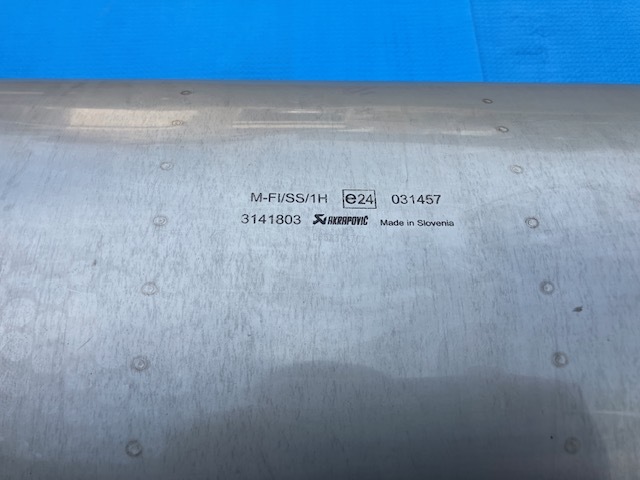 M-FI/SS/1H e24 031457
3141803 AKRAPOVIC Made in Slovenia